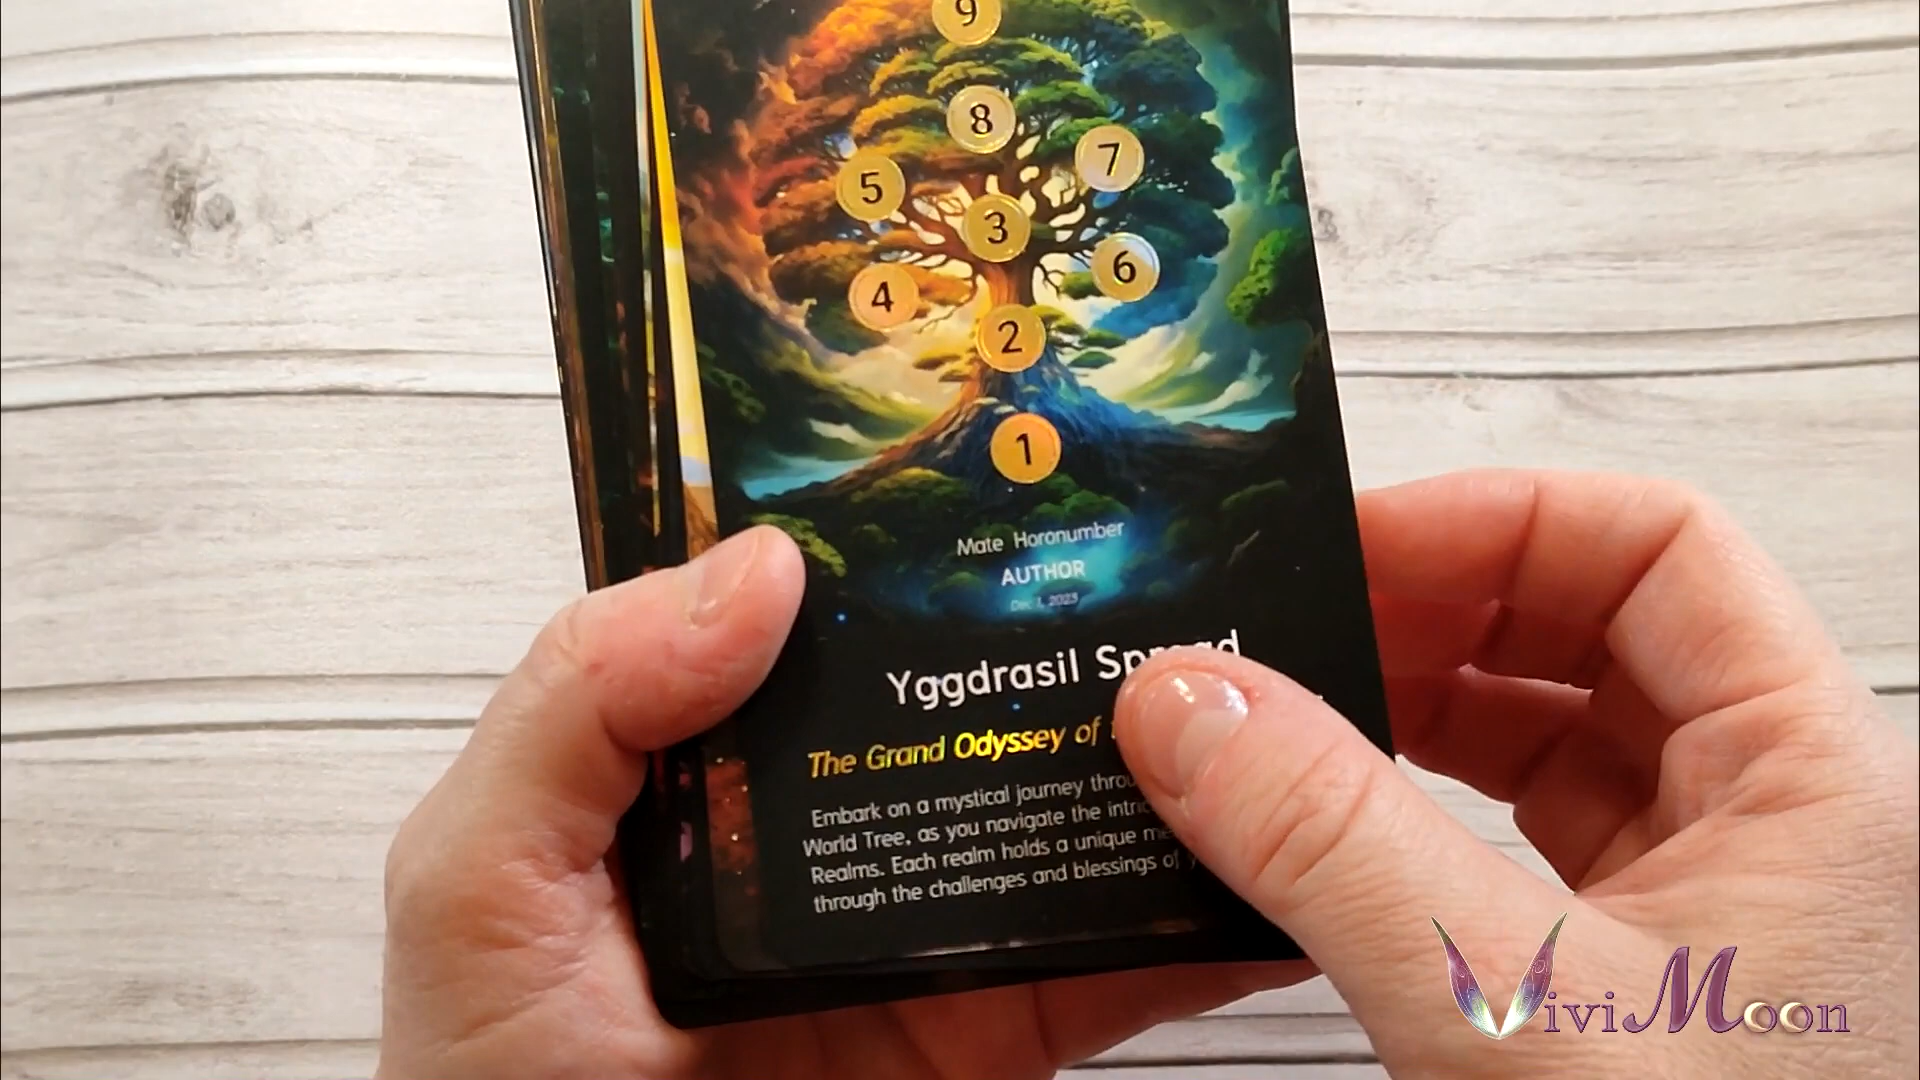 9
8
7
5
3
6
4
2
1
Mate Horonumber
AUTHOR
Dec 1, 2023
Yggdrasil Spread
The Grand Odyssey of
Embark on a mystical journey
World Tree, as you navigate the
Realms. Each realm holds a unique
through the challenges and blessings of
ViviMoon